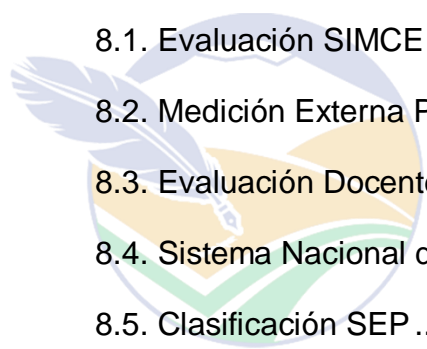 8.1. Evaluación SIMCE
8.2. Medición Externa
8.3. Evaluación
8.4. Sistema Nacional
8.5. Clasificación SEP..